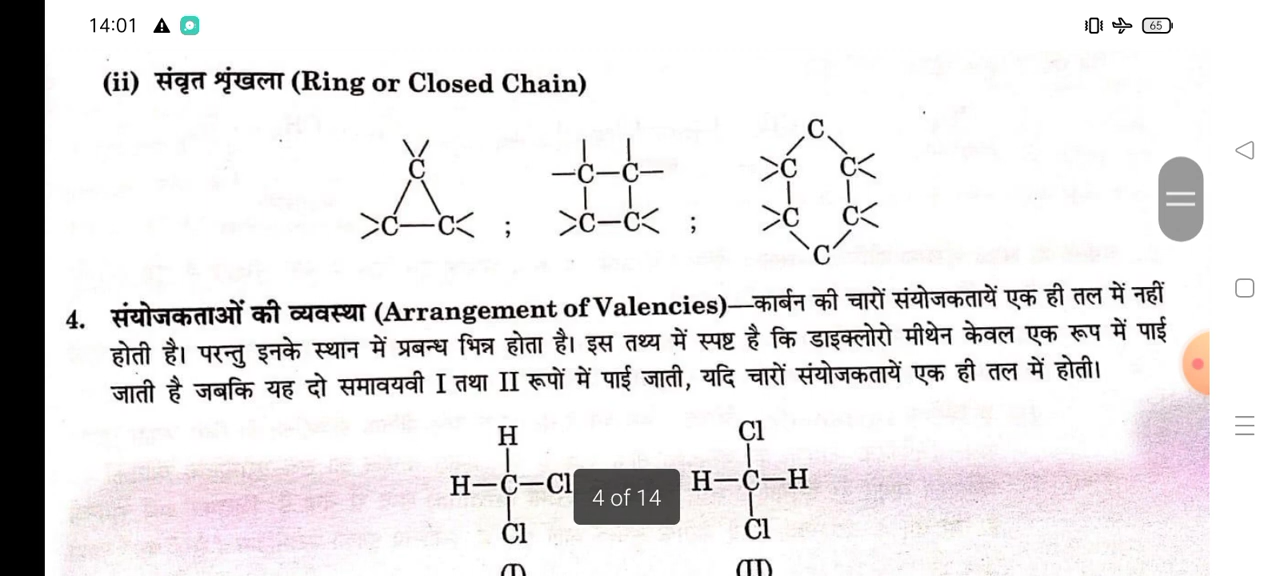 14:01
65
(ii) संवृत शृंखला (Ring or Closed Chain)
C
C
>C—C<
;
—C—C—
>C—C<
;
>C
C<
>C
C<
C
4. संयोजकताओं की व्यवस्था (Arrangement of Valencies)—कार्बन की चारों संयोजकतायें एक ही तल में नहीं
होती है। परन्तु इनके स्थान में प्रबन्ध भिन्न होता है। इस तथ्य में स्पष्ट है कि डाइक्लोरो मीथेन केवल एक रूप में पाई
जाती है जबकि यह दो समावयवी I तथा II रूपों में पाई जाती, यदि चारों संयोजकतायें एक ही तल में होती।
H
Cl
H—C—Cl
4 of 14
H—C—H
Cl
Cl
(I)
(II)